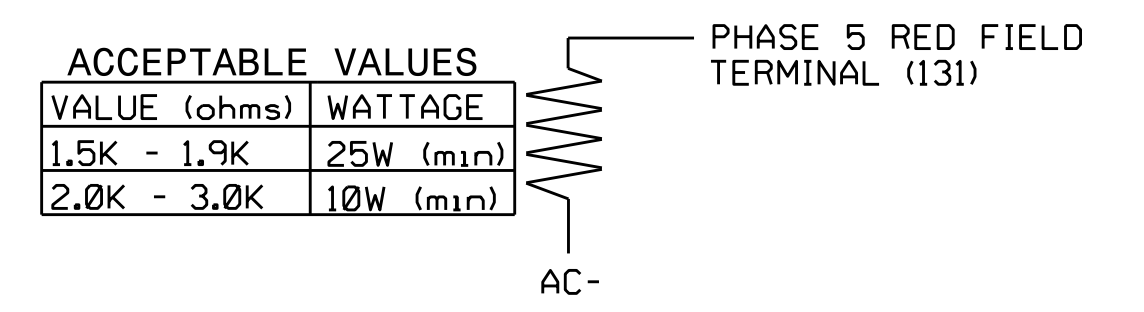 ACCEPTABLE VALUES
VALUE (ohms) WATTAGE
1.5K - 1.9K 25W (min)
2.0K - 3.0K 10W (min)
PHASE 5 RED FIELD
TERMINAL (131)
AC-